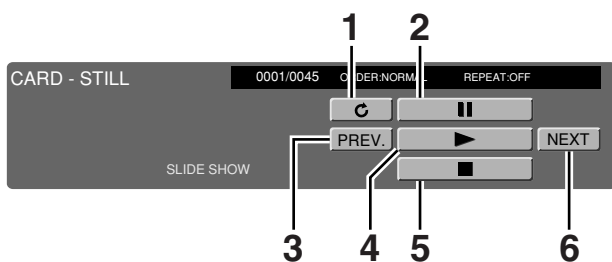 1 2
CARD - STILL 0001/0045 ORDER:NORMAL REPEAT:OFF
PREV. NEXT
SLIDE SHOW
3 4 5 6